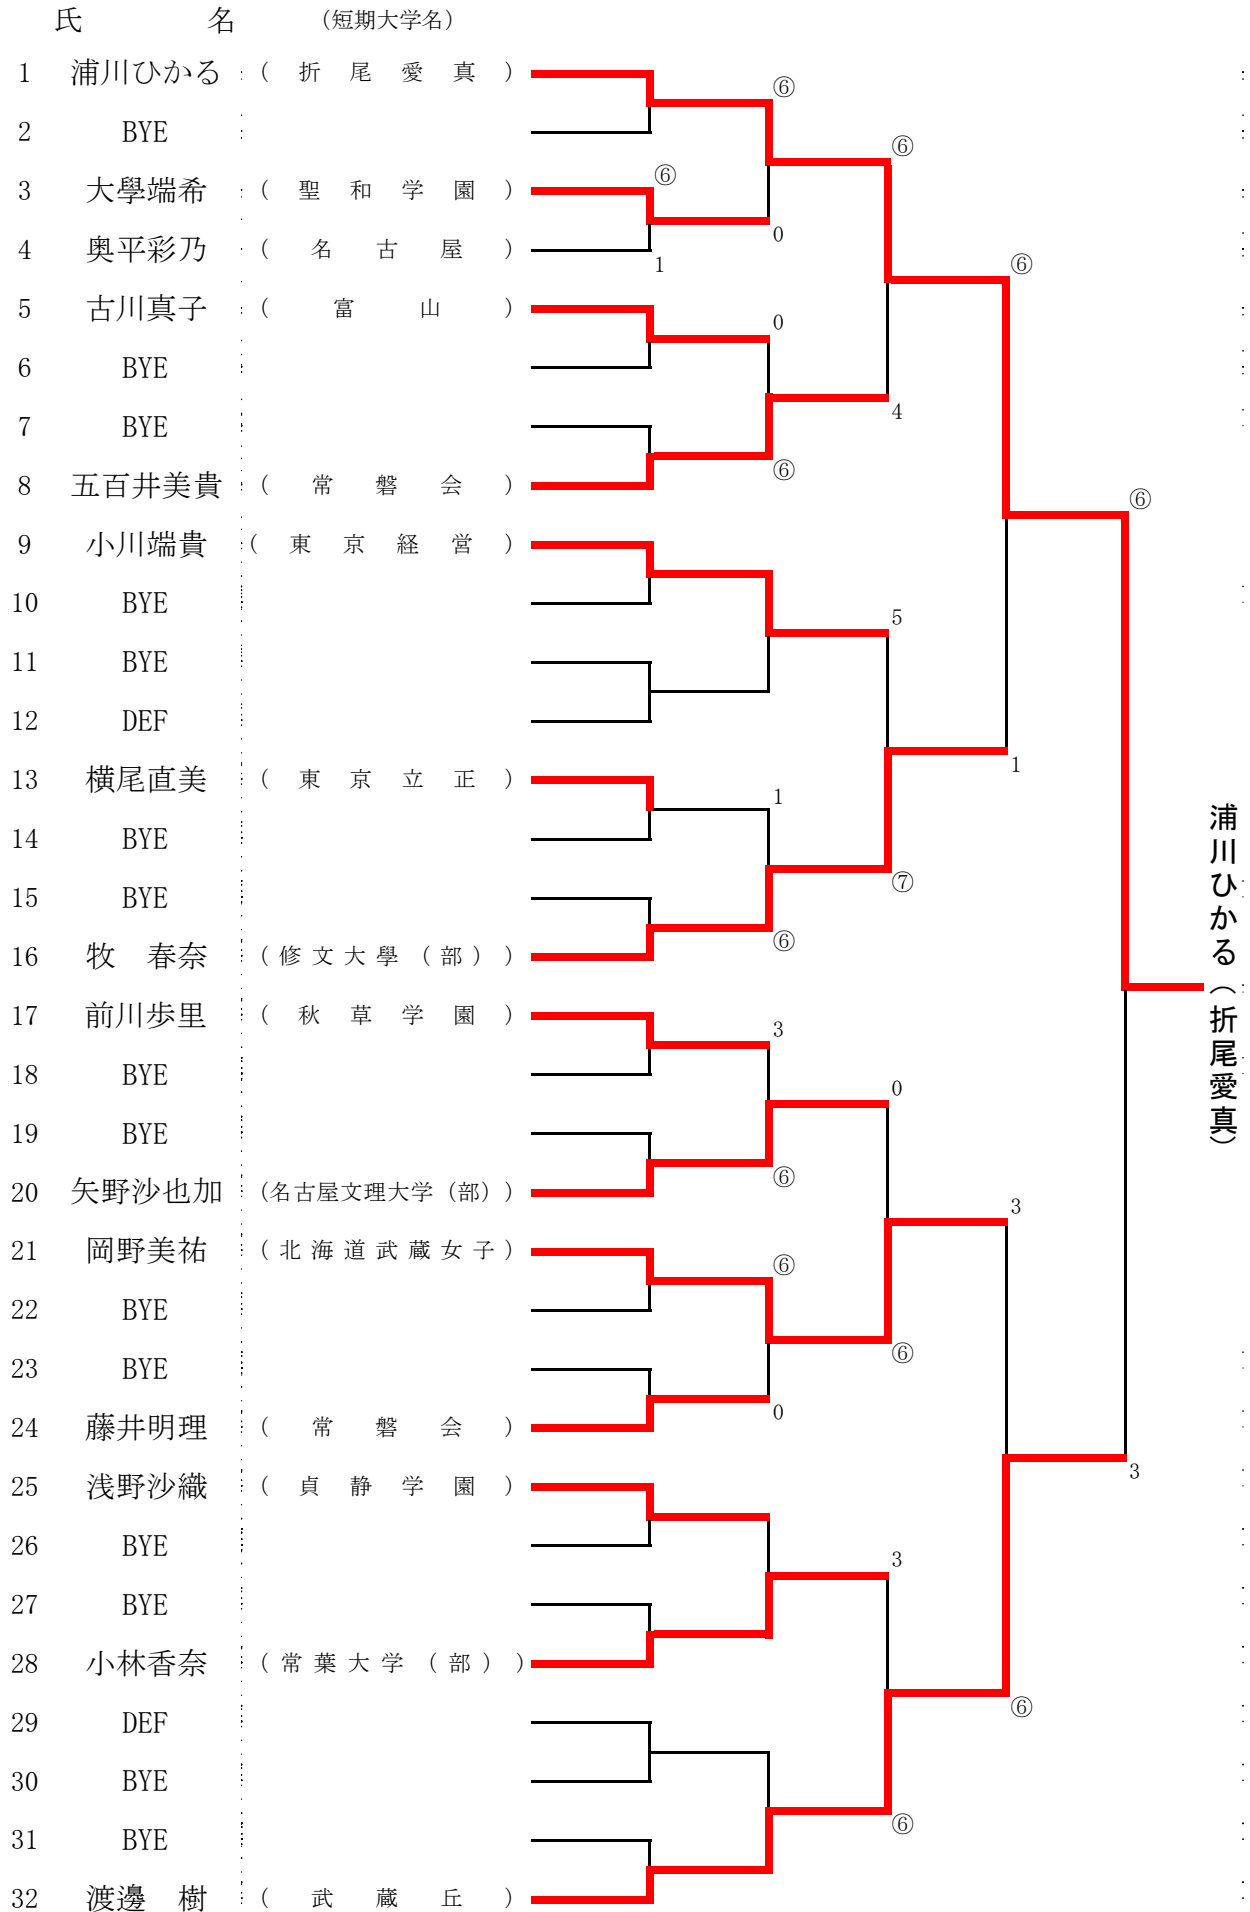 氏 名 (短期大学名)
1 浦川ひかる (折尾愛真)
⑥
2 BYE
⑥
3 大學端希 (聖和学園)
⑥
0
4 奥平彩乃 (名古屋)
1
⑥
5 古川真子 (富山)
0
6 BYE
4
7 BYE
⑥
8 五百井美貴 (常磐会)
⑥
9 小川端貴 (東京経営)
10 BYE
5
11 BYE
12 DEF
13 横尾直美 (東京立正)
1
1
14 BYE
⑦
15 BYE
⑥
16 牧 春奈 (修文大學(部))
浦川ひかる(折尾愛真)
17 前川歩里 (秋草学園)
3
18 BYE
0
19 BYE
⑥
20 矢野沙也加 (名古屋文理大学(部))
3
21 岡野美祐 (北海道武蔵女子)
⑥
22 BYE
⑥
23 BYE
0
24 藤井明理 (常磐会)
3
25 浅野沙織 (貞静学園)
26 BYE
3
27 BYE
28 小林香奈 (常葉大学(部))
⑥
29 DEF
30 BYE
⑥
31 BYE
32 渡邊 樹 (武蔵丘)